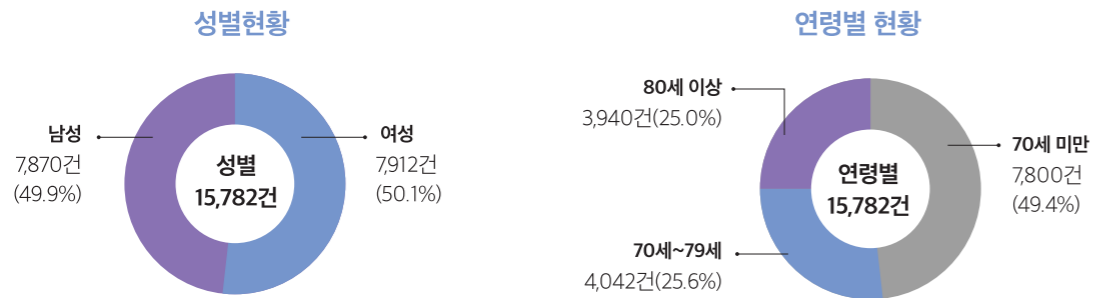 성별현황
남성
7,870건
(49.9%)
성별
15,782건
여성
7,912건
(50.1%)
연령별 현황
80세 이상
3,940건(25.0%)
70세 미만
7,800건
(49.4%)
연령별
15,782건
70세~79세
4,042건(25.6%)